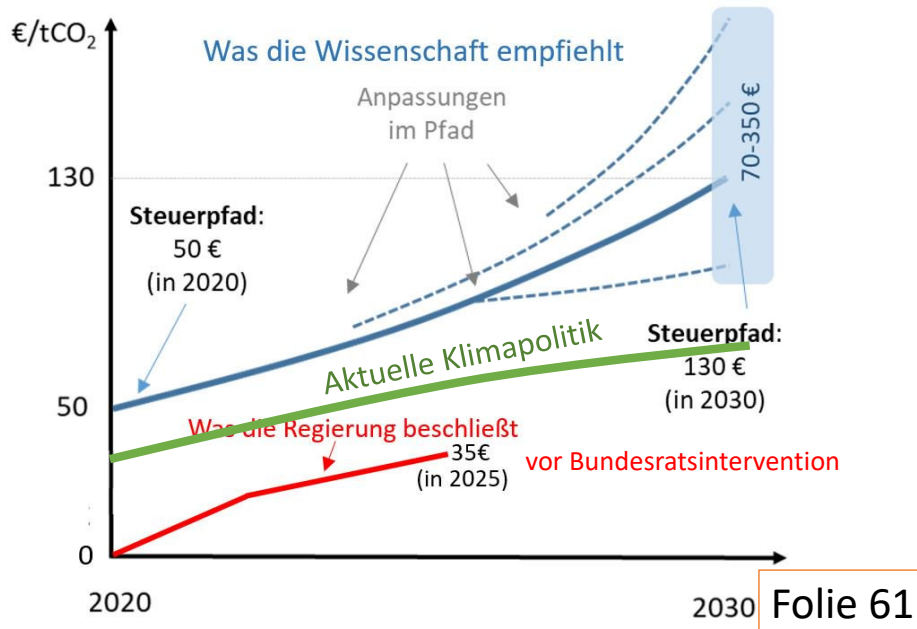 €/tCO₂
Was die Wissenschaft empfiehlt
Anpassungen
im Pfad
70-350 €
130
Steuerpfad:
50 €
(in 2020)
Steuerpfad:
130 €
(in 2030)
Aktuelle Klimapolitik
50
Was die Regierung beschließt
35€
(in 2025)
vor Bundesratsintervention
0
2020
2030
Folie 61